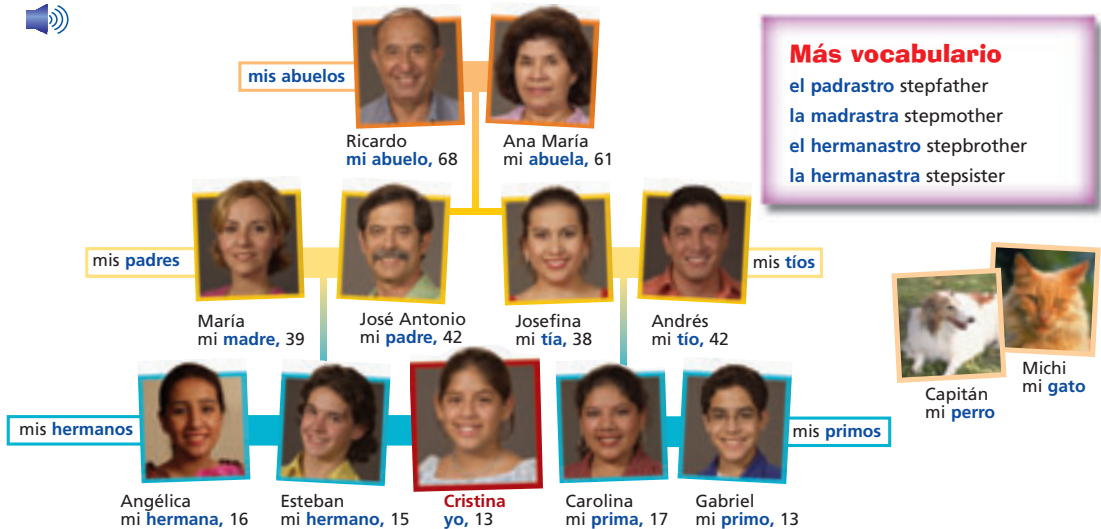 mis abuelos
Ricardo
mi abuelo, 68
Ana María
mi abuela, 61
Más vocabulario
el padrastro stepfather
la madrastra stepmother
el hermanastro stepbrother
la hermanastra stepsister
mis padres
María
mi madre, 39
José Antonio
mi padre, 42
Josefina
mi tía, 38
Andrés
mi tío, 42
mis tíos
Capitán
mi perro
Michi
mi gato
mis hermanos
Angélica
mi hermana, 16
Esteban
mi hermano, 15
Cristina
yo, 13
Carolina
mi prima, 17
Gabriel
mi primo, 13
mis primos